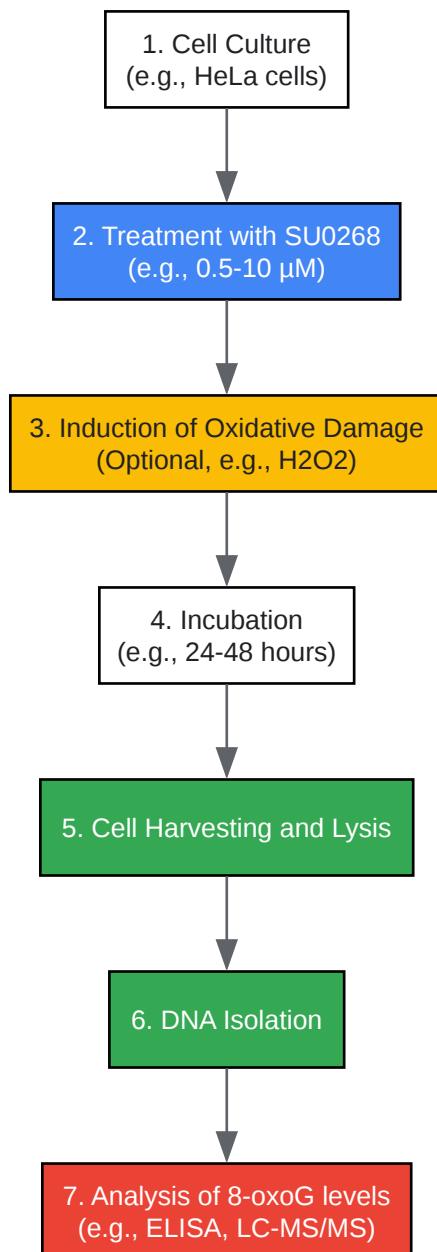 1. Cell Culture
(e.g., HeLa cells)
2. Treatment with SU0268
(e.g., 0.5-10 µM)
3. Induction of Oxidative Damage
(Optional, e.g., H2O2)
4. Incubation
(e.g., 24-48 hours)
5. Cell Harvesting and Lysis
6. DNA Isolation
7. Analysis of 8-oxoG levels
(e.g., ELISA, LC-MS/MS)